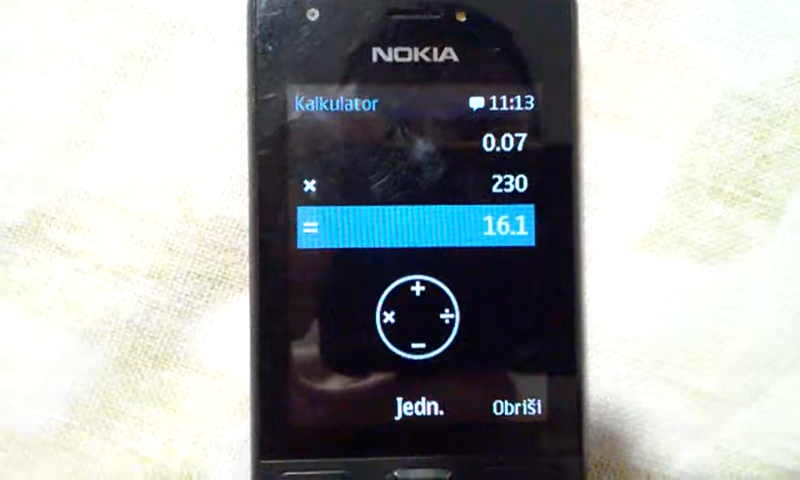 NOKIA
Kalkulator 11:13
0.07
× 230
= 16.1
+
× ÷
−
Jedn. Obriši